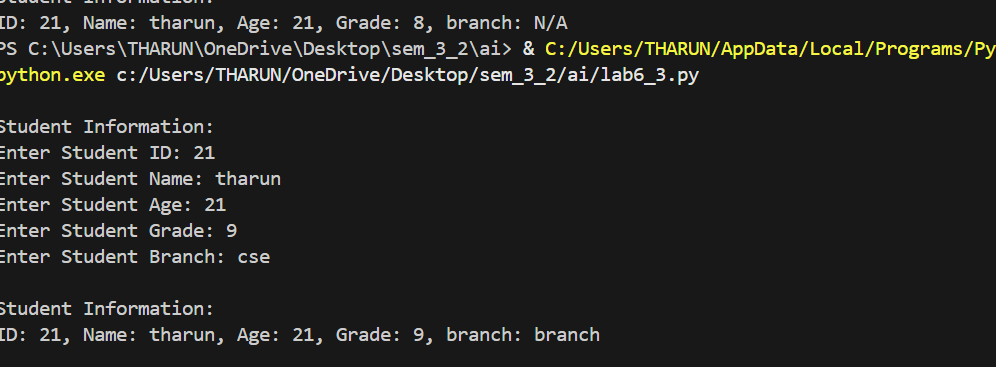 ID: 21, Name: tharun, Age: 21, Grade: 8, branch: N/A
PS C:\Users\THARUN\OneDrive\Desktop\sem_3_2\ai> & C:/Users/THARUN/AppData/Local/Programs/Py
python.exe c:/Users/THARUN/OneDrive/Desktop/sem_3_2/ai/lab6_3.py
Student Information:
Enter Student ID: 21
Enter Student Name: tharun
Enter Student Age: 21
Enter Student Grade: 9
Enter Student Branch: cse
Student Information:
ID: 21, Name: tharun, Age: 21, Grade: 9, branch: branch